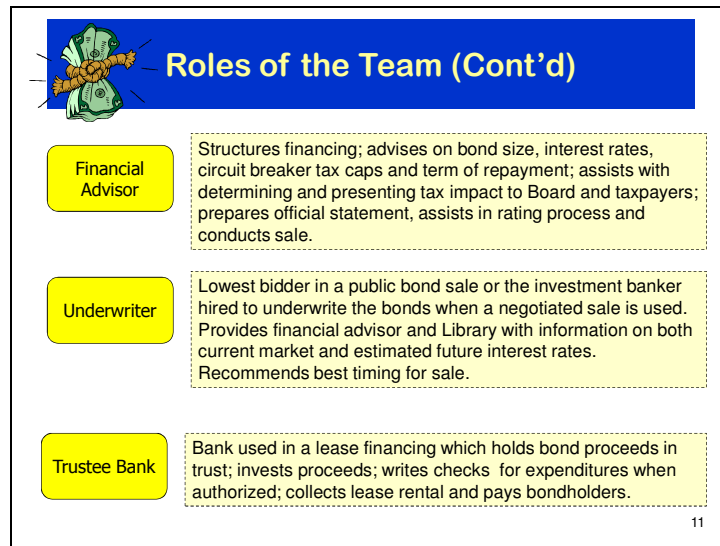 Roles of the Team (Cont’d)
Financial
Advisor
Structures financing; advises on bond size, interest rates,
circuit breaker tax caps and term of repayment; assists with
determining and presenting tax impact to Board and taxpayers;
prepares official statement, assists in rating process and
conducts sale.
Underwriter
Lowest bidder in a public bond sale or the investment banker
hired to underwrite the bonds when a negotiated sale is used.
Provides financial advisor and Library with information on both
current market and estimated future interest rates.
Recommends best timing for sale.
Trustee Bank
Bank used in a lease financing which holds bond proceeds in
trust; invests proceeds; writes checks  for expenditures when
authorized; collects lease rental and pays bondholders.
11